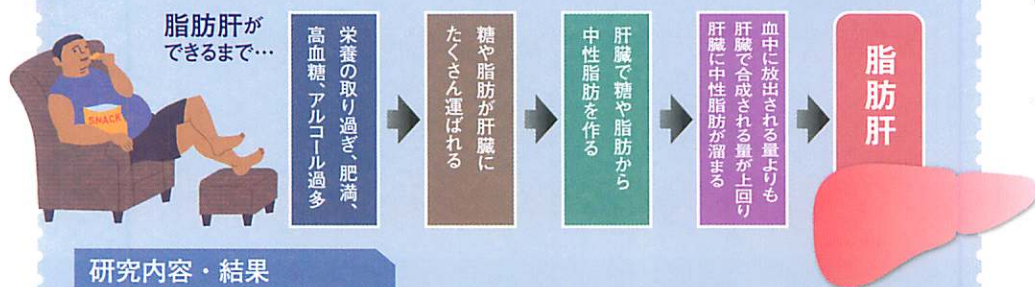 脂肪肝が
できるまで…
SNACK
栄養の取り過ぎ、肥満、
高血糖、アルコール過多
糖や脂肪が肝臓に
たくさん運ばれる
肝臓で糖や脂肪から
中性脂肪を作る
血中に放出される量よりも
肝臓で合成される量が上回り
肝臓に中性脂肪が溜まる
脂肪肝
研究内容・結果